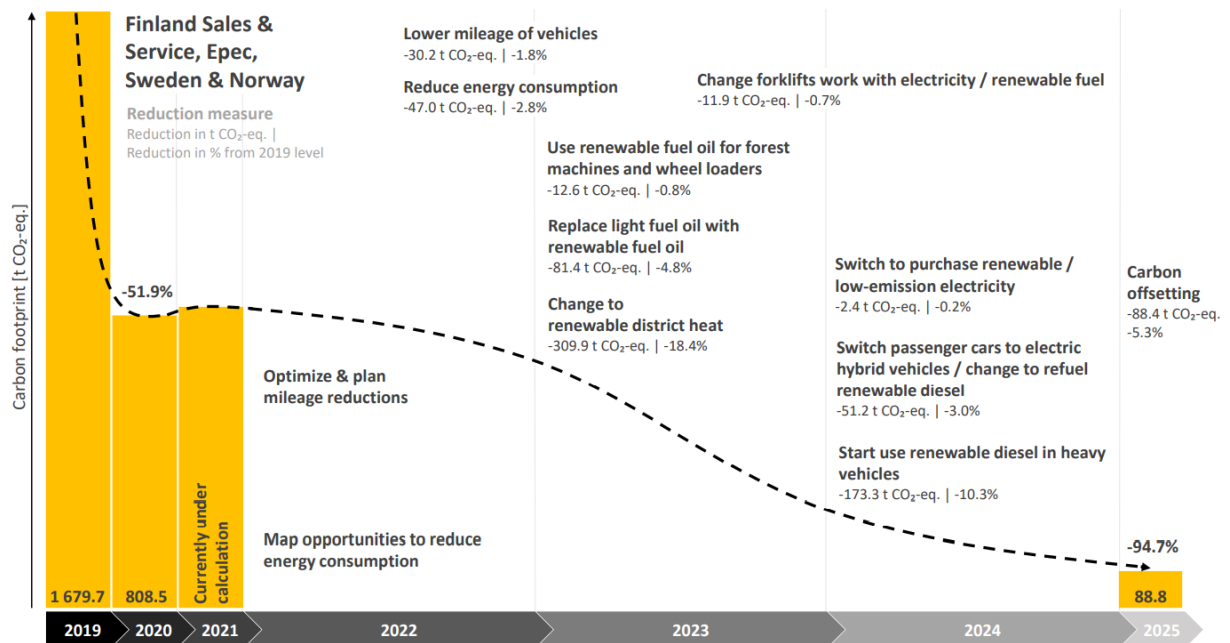 Finland Sales &
Service, Epec,
Sweden & Norway
Reduction measure
Reduction in t CO₂-eq. |
Reduction in % from 2019 level
Carbon footprint [t CO₂-eq.]
Lower mileage of vehicles
-30.2 t CO₂-eq. | -1.8%
Reduce energy consumption
-47.0 t CO₂-eq. | -2.8%
Change forklifts work with electricity / renewable fuel
-11.9 t CO₂-eq. | -0.7%
Use renewable fuel oil for forest
machines and wheel loaders
-12.6 t CO₂-eq. | -0.8%
Replace light fuel oil with
renewable fuel oil
-81.4 t CO₂-eq. | -4.8%
Change to
renewable district heat
-309.9 t CO₂-eq. | -18.4%
Switch to purchase renewable /
low-emission electricity
-2.4 t CO₂-eq. | -0.2%
Switch passenger cars to electric
hybrid vehicles / change to refuel
renewable diesel
-51.2 t CO₂-eq. | -3.0%
Start use renewable diesel in heavy
vehicles
-173.3 t CO₂-eq. | -10.3%
Carbon
offsetting
-88.4 t CO₂-eq.
-5.3%
-51.9%
Optimize & plan
mileage reductions
Map opportunities to reduce
energy consumption
Currently under
calculation
-94.7%
1 679.7
808.5
88.8
2019
2020
2021
2022
2023
2024
2025